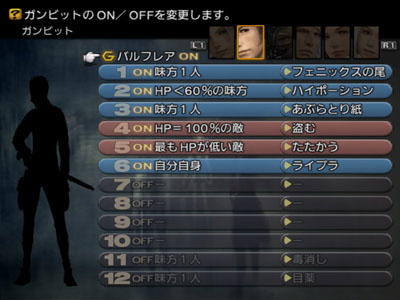 ガンビットのON／OFFを変更します。
ガンビット
L1 R1
G バルフレア ON
1 ON 味方1人 フェニックスの尾
2 ON HP＜60％の味方 ハイポーション
3 ON 味方1人 あぶらとり紙
4 ON HP＝100％の敵 盗む
5 ON 最もHPが低い敵 たたかう
6 ON 自分自身 ライブラ
7 OFF － －
8 OFF － －
9 OFF － －
10 OFF － －
11 OFF 味方1人 毒消し
12 OFF 味方1人 目薬